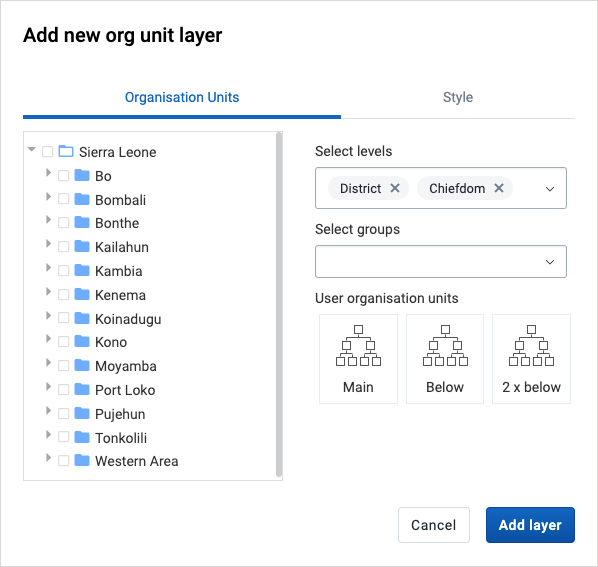 Add new org unit layer
Organisation Units
Style
Sierra Leone
Bo
Bombali
Bonthe
Kailahun
Kambia
Kenema
Koinadugu
Kono
Moyamba
Port Loko
Pujehun
Tonkolili
Western Area
Select levels
District
Chiefdom
Select groups
User organisation units
Main
Below
2 x below
Cancel
Add layer